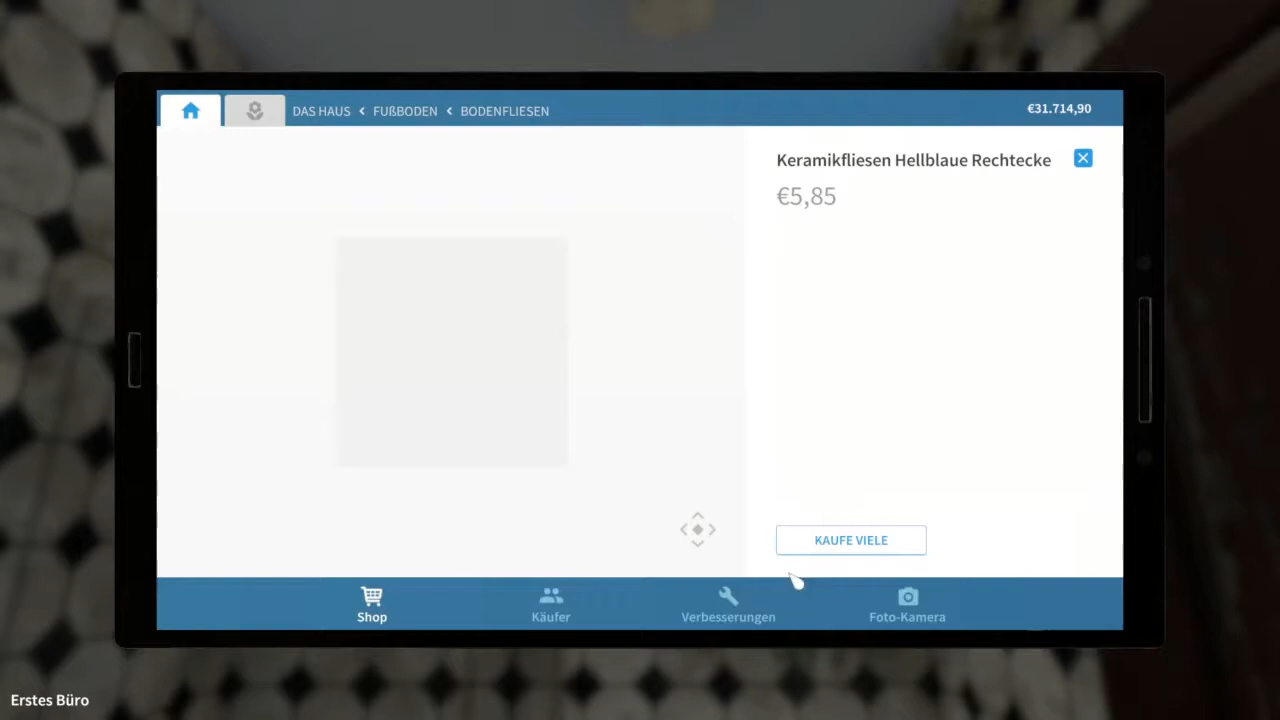 DAS HAUS < FUẞBODEN < BODENFLIESEN
€31.714,90
Keramikfliesen Hellblaue Rechtecke
€5,85
KAUFE VIELE
Shop
Käufer
Verbesserungen
Foto-Kamera
Erstes Büro